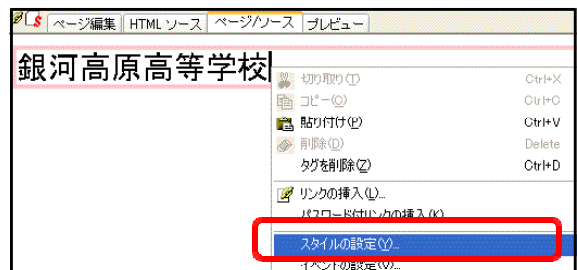 ページ編集 HTML ソース ページ/ソース プレビュー
銀河高原高等学校
切り取り(T) Ctrl+X
コピー(C) Ctrl+C
貼り付け(P) Ctrl+V
削除(D) Delete
タグを削除(Z) Ctrl+D
リンクの挿入(L)...
パスワード付リンクの挿入(K)
スタイルの設定(Y)...
イベントの設定(V)...